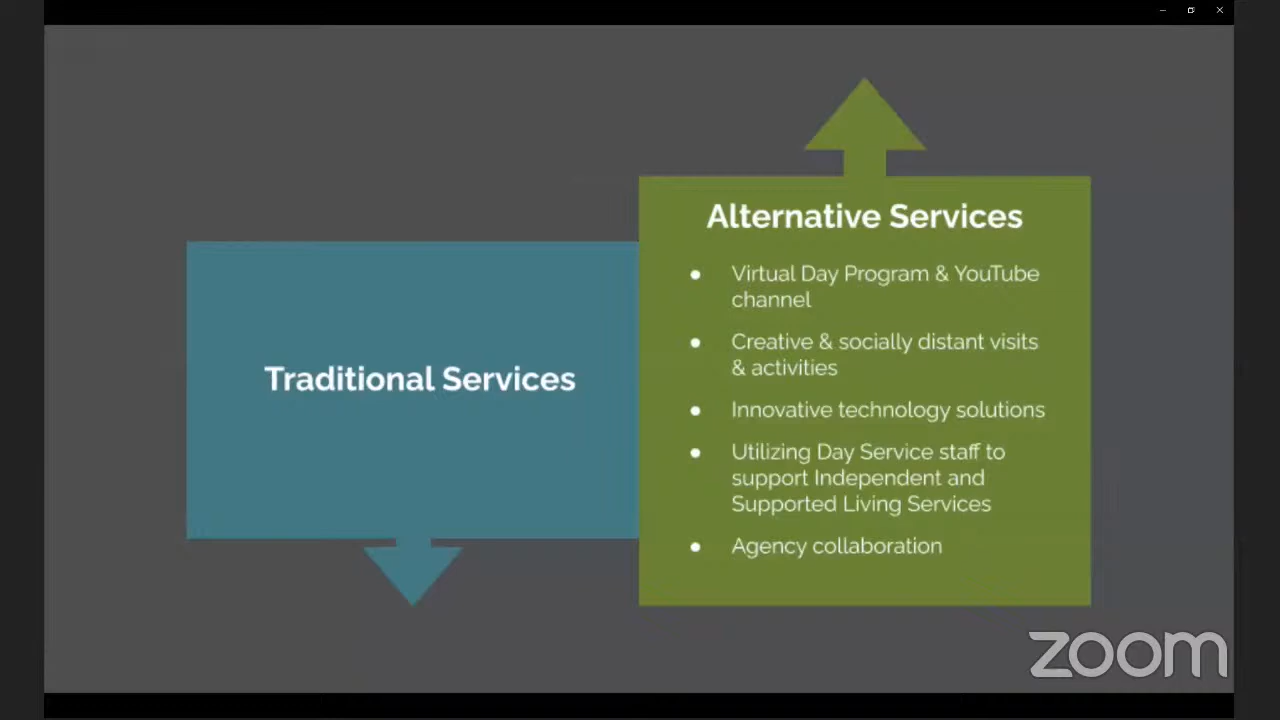 Traditional Services
Alternative Services
● Virtual Day Program & YouTube
channel
● Creative & socially distant visits
& activities
● Innovative technology solutions
● Utilizing Day Service staff to
support Independent and
Supported Living Services
● Agency collaboration
zoom